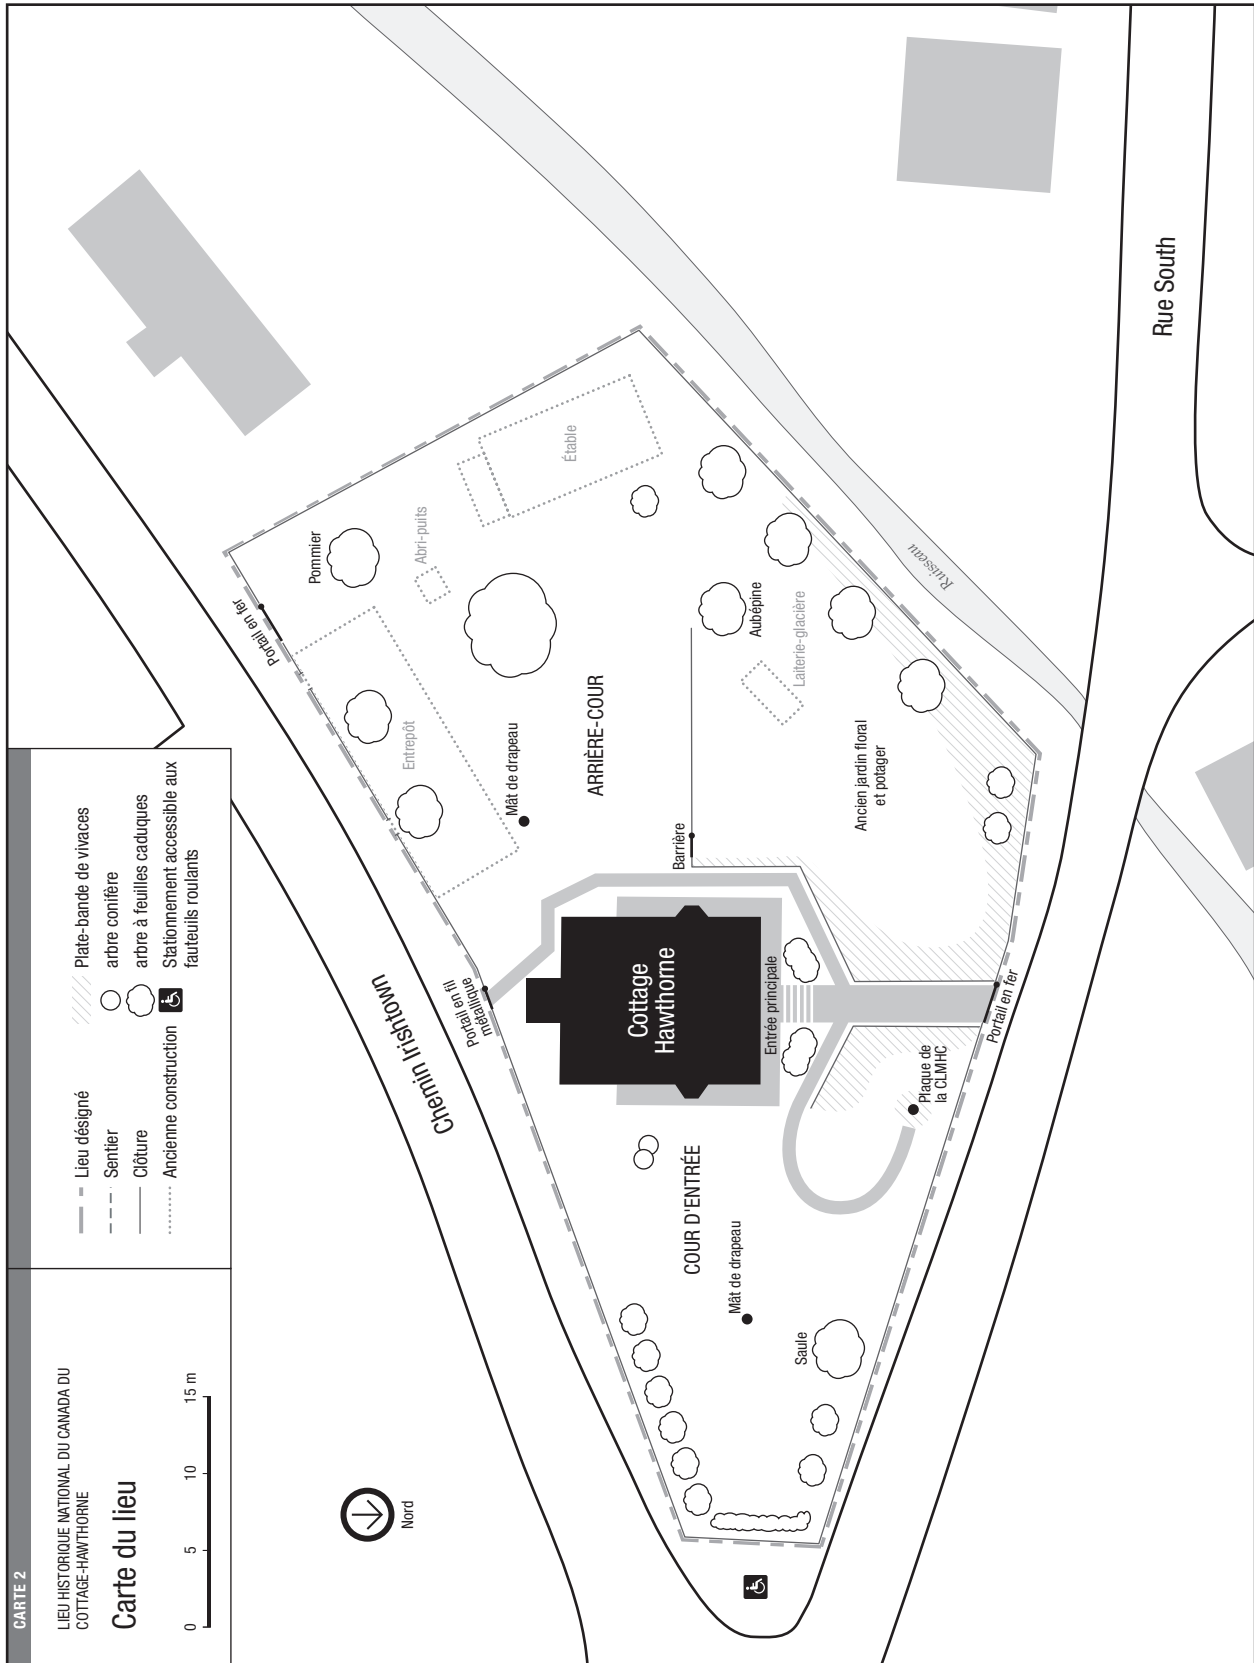 CARTE 2
LIEU HISTORIQUE NATIONAL DU CANADA DU
COTTAGE-HAWTHORNE
Carte du lieu
0
5
10
15 m
Lieu désigné
Sentier
Clôture
Ancienne construction
Plate-bande de vivaces
arbre conifère
arbre à feuilles caduques
Stationnement accessible aux
fauteuils roulants
Nord
Chemin Irishtown
Portail en fil
métallique
Portail en fer
Pommier
Entrepôt
Abri-puits
Étable
Mât de drapeau
ARRIÈRE-COUR
Barrière
Aubépine
Laiterie-glacière
Ancien jardin floral
et potager
Ruisseau
Cottage
Hawthorne
Entrée principale
COUR D'ENTRÉE
Mât de drapeau
Saule
Plaque de
la CLMHC
Portail en fer
Rue South